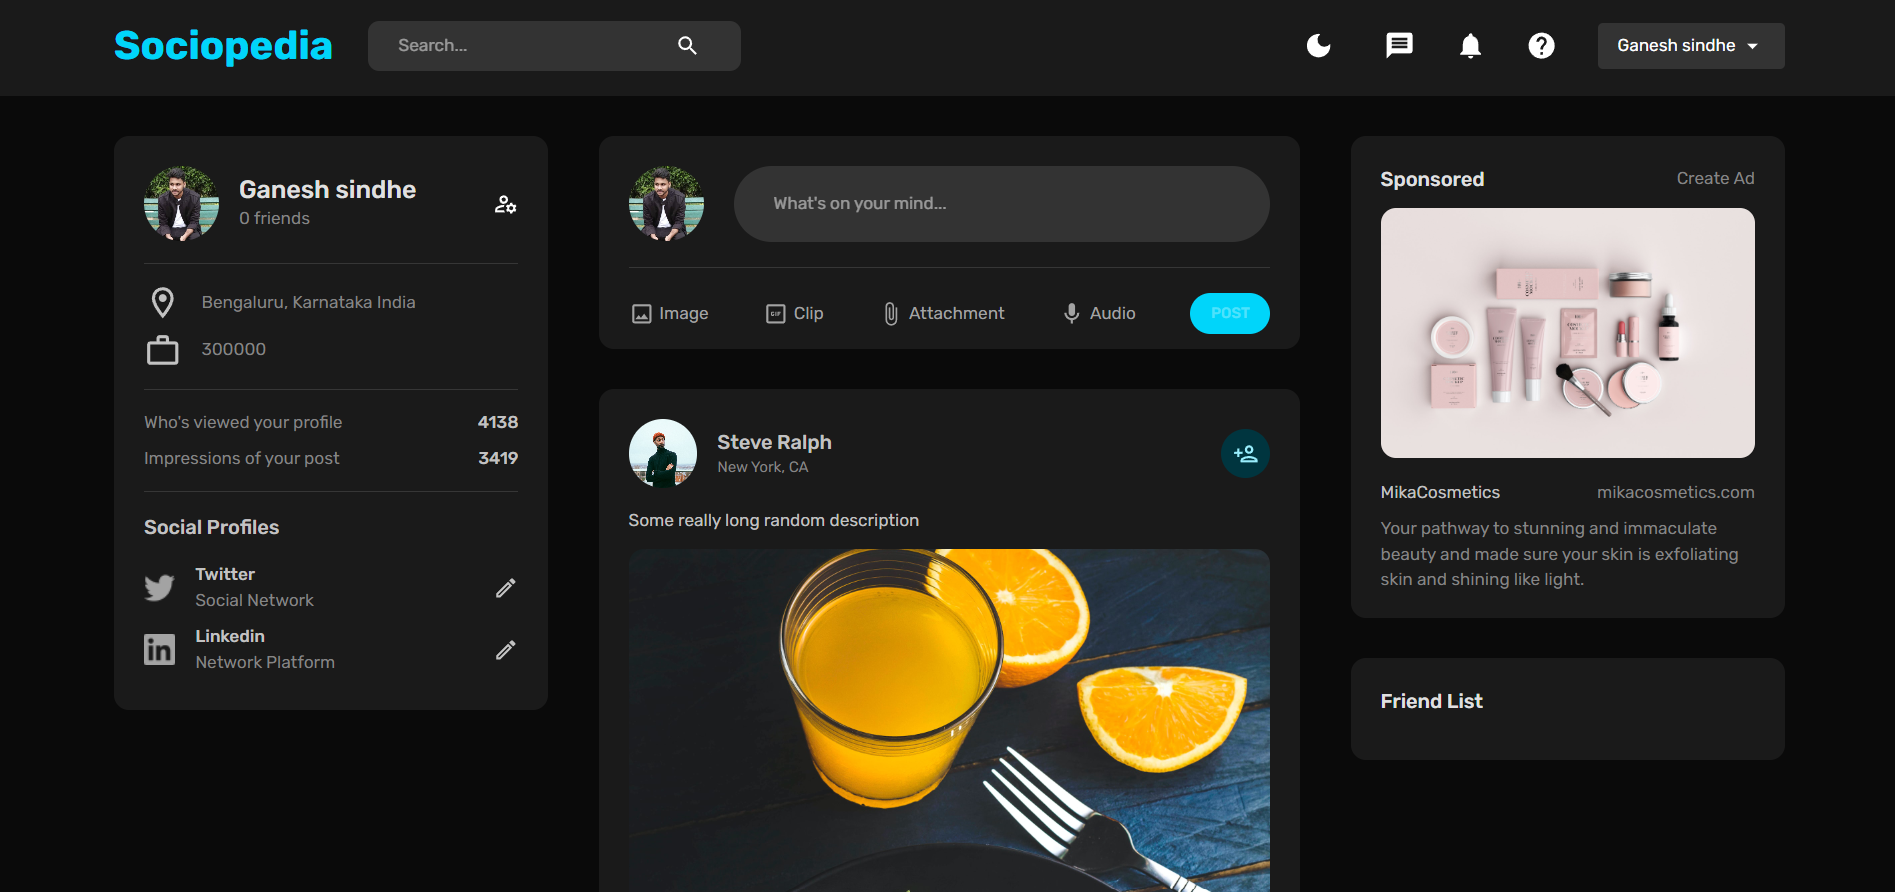 Sociopedia
Search...
Ganesh sindhe
Ganesh sindhe
0 friends
Bengaluru, Karnataka India
300000
Who's viewed your profile
4138
Impressions of your post
3419
Social Profiles
Twitter
Social Network
Linkedin
Network Platform
What's on your mind...
Image
GIF
Clip
Attachment
Audio
POST
Steve Ralph
New York, CA
Some really long random description
Sponsored
Create Ad
MikaCosmetics
mikacosmetics.com
Your pathway to stunning and immaculate
beauty and made sure your skin is exfoliating
skin and shining like light.
Friend List